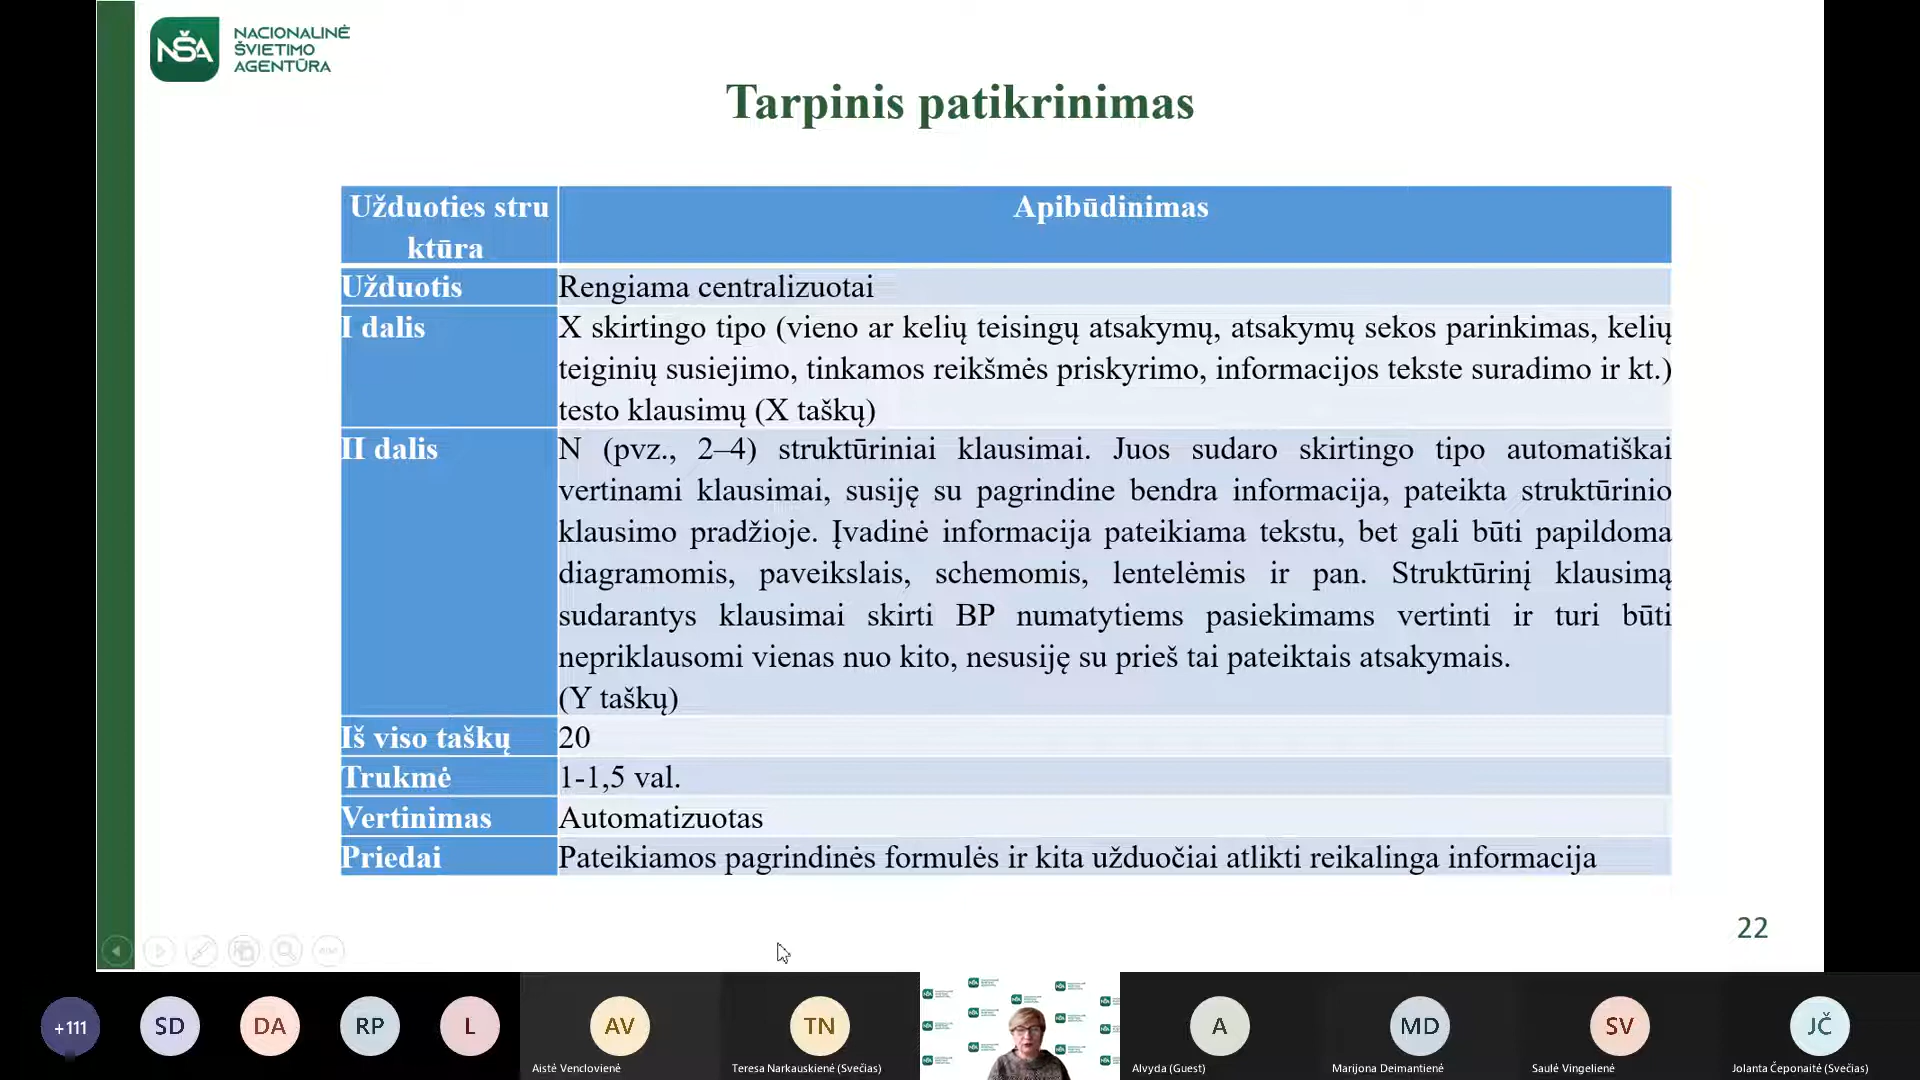 NŠA
NACIONALINĖ
ŠVIETIMO
AGENTŪRA
Tarpinis patikrinimas
Užduoties stru
ktūra
Apibūdinimas
Užduotis
Rengiama centralizuotai
I dalis
X skirtingo tipo (vieno ar kelių teisingų atsakymų, atsakymų sekos parinkimas, kelių
teiginių susiejimo, tinkamos reikšmės priskyrimo, informacijos tekste suradimo ir kt.)
testo klausimų (X taškų)
II dalis
N (pvz., 2–4) struktūriniai klausimai. Juos sudaro skirtingo tipo automatiškai
vertinami klausimai, susiję su pagrindine bendra informacija, pateikta struktūrinio
klausimo pradžioje. Įvadinė informacija pateikiama tekstu, bet gali būti papildoma
diagramomis, paveikslais, schemomis, lentelėmis ir pan. Struktūrinį klausimą
sudarantys klausimai skirti BP numatytiems pasiekimams vertinti ir turi būti
nepriklausomi vienas nuo kito, nesusiję su prieš tai pateiktais atsakymais.
(Y taškų)
Iš viso taškų
20
Trukmė
1-1,5 val.
Vertinimas
Automatizuotas
Priedai
Pateikiamos pagrindinės formulės ir kita užduočiai atlikti reikalinga informacija
22
+111
SD
DA
RP
L
AV
TN
A
MD
SV
JČ
Aistė Venclovienė
Teresa Narkauskienė (Svečias)
Alvyda (Guest)
Marijona Deimantienė
Saulė Vingelienė
Jolanta Čeponaitė (Svečias)